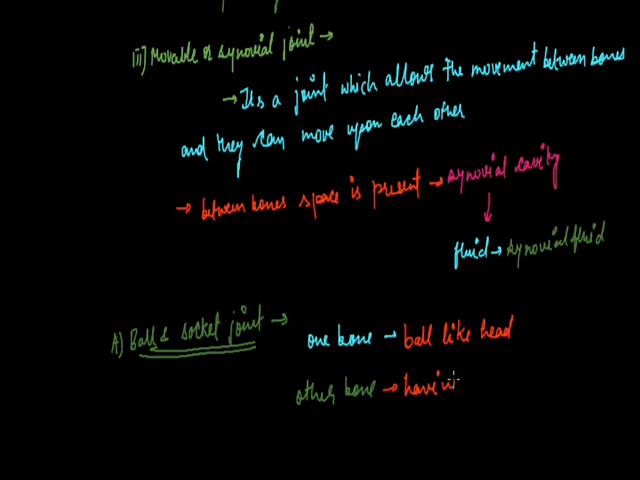 iii) Movable or synovial joint →
→ Its a joint which allows the movement between bones
and they can move upon each other
→ between bones space is present → synovial cavity
↓
fluid → synovial fluid
A) Ball & socket joint →
one bone → ball like head
other bone → havin